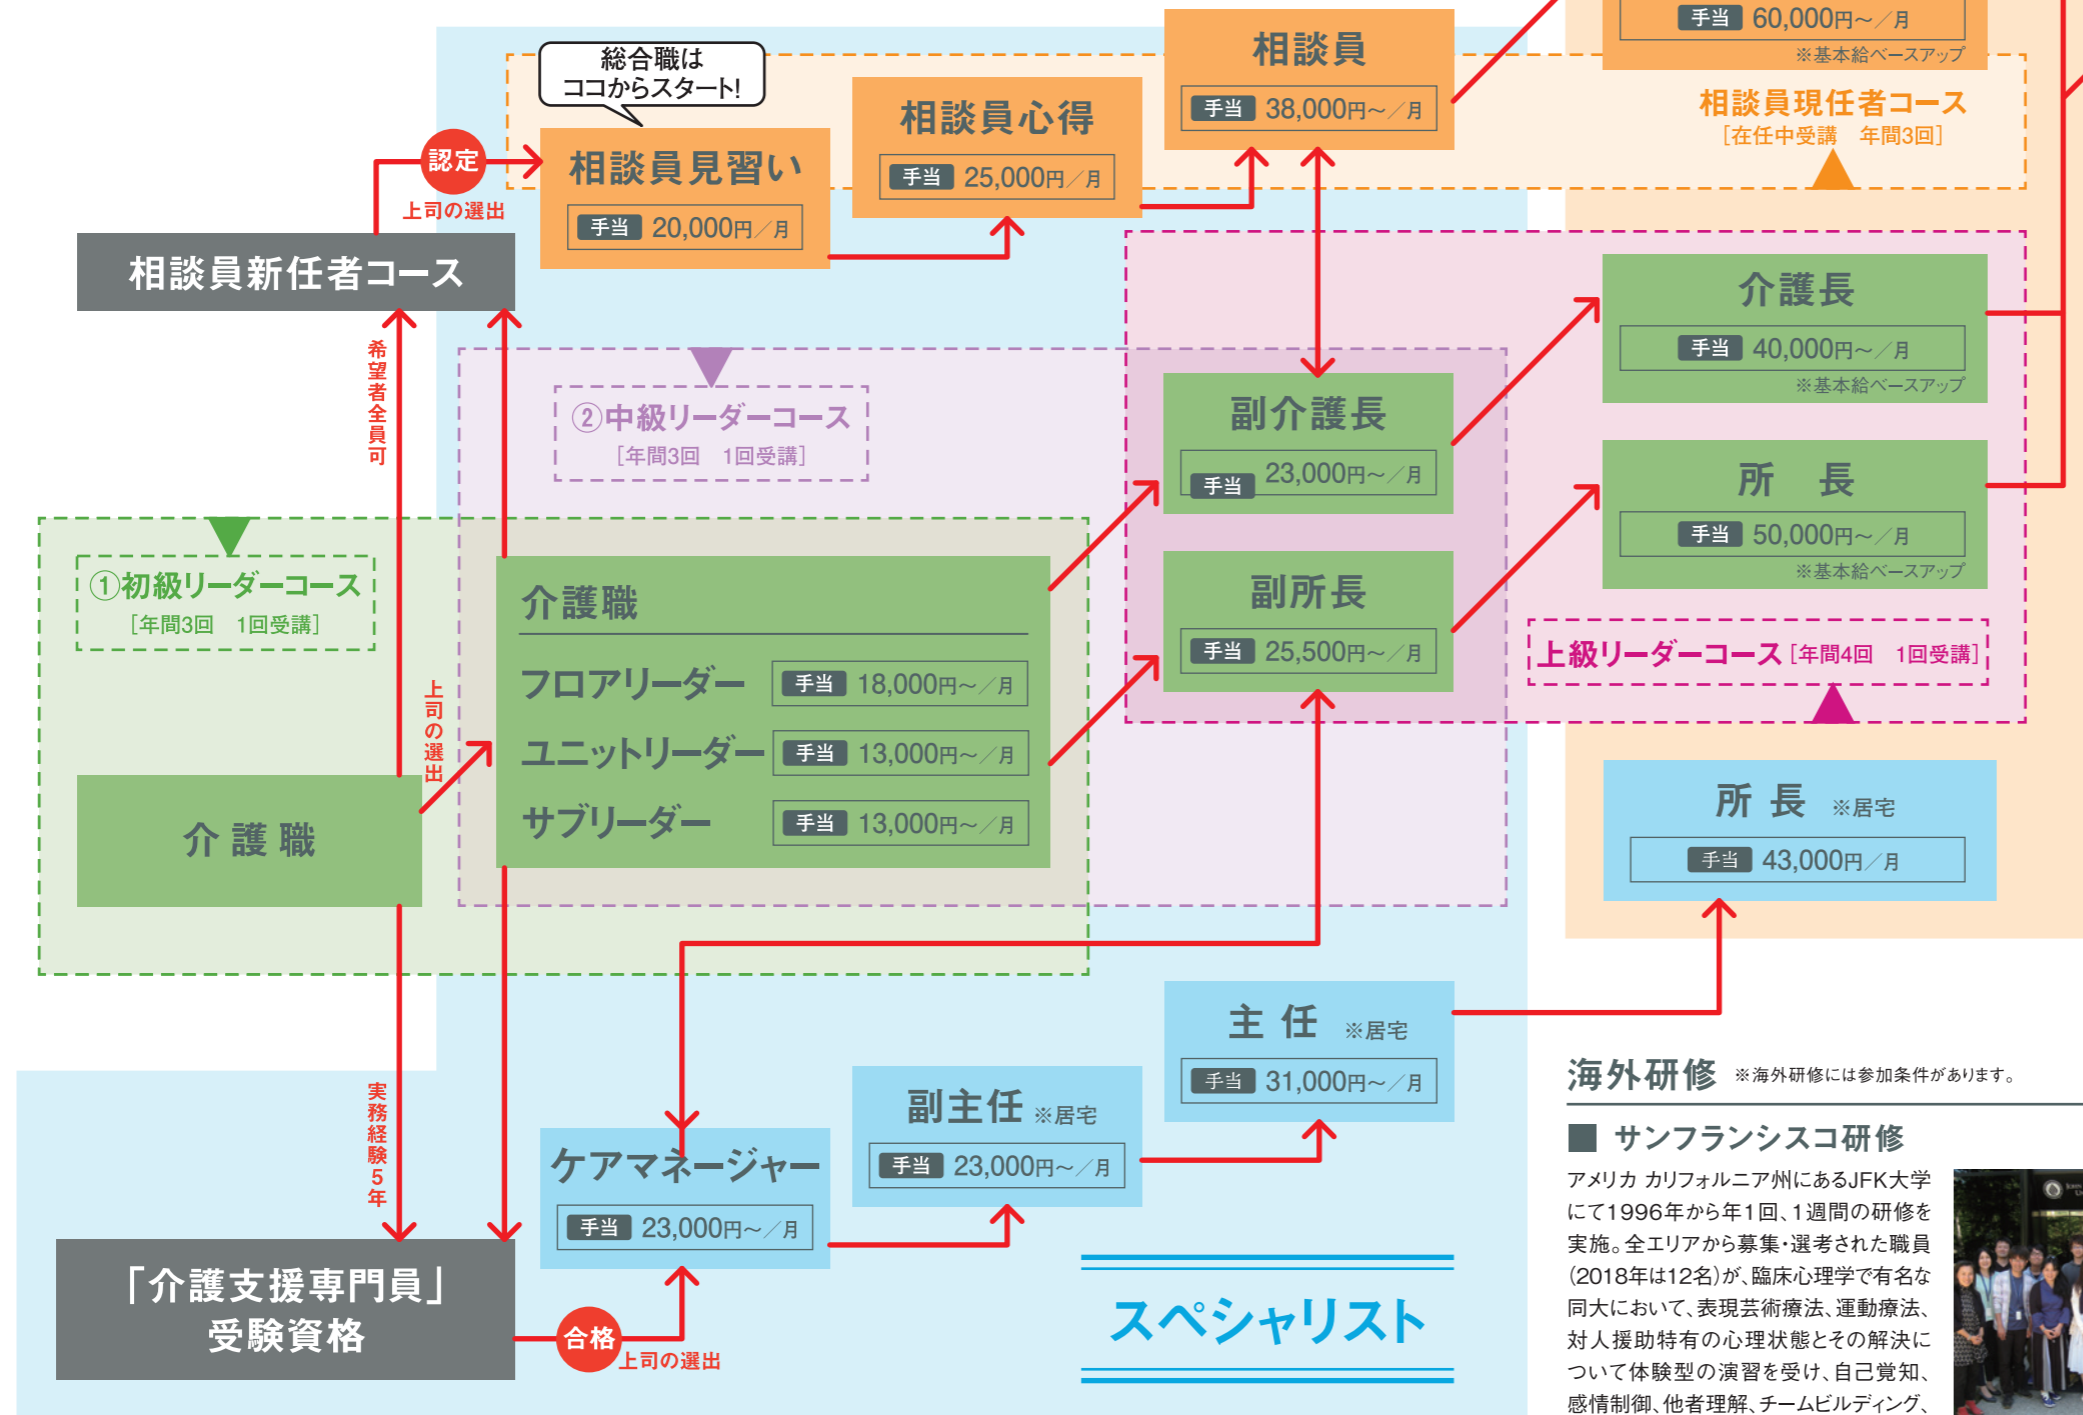 手当 60,000円～／月
※基本給ベースアップ
総合職は
ココからスタート!
相談員
手当 38,000円～／月
相談員現任者コース
[在任中受講 年間3回]
相談員心得
手当 25,000円／月
認定
上司の選出
相談員見習い
手当 20,000円／月
相談員新任者コース
希望者全員可
②中級リーダーコース
[年間3回 1回受講]
介護長
手当 40,000円～／月
※基本給ベースアップ
副介護長
手当 23,000円～／月
所 長
手当 50,000円～／月
※基本給ベースアップ
①初級リーダーコース
[年間3回 1回受講]
介護職
フロアリーダー 手当 18,000円～／月
ユニットリーダー 手当 13,000円～／月
サブリーダー 手当 13,000円～／月
副所長
手当 25,500円～／月
上級リーダーコース [年間4回 1回受講]
上司の選出
介護職
所長 ※居宅
手当 43,000円／月
主任 ※居宅
手当 31,000円～／月
副主任 ※居宅
手当 23,000円～／月
実務経験5年
ケアマネージャー
手当 23,000円～／月
「介護支援専門員」
受験資格
合格
上司の選出
スペシャリスト
海外研修 ※海外研修には参加条件があります。
■ サンフランシスコ研修
アメリカ カリフォルニア州にあるJFK大学
にて1996年から年1回、1週間の研修を
実施。全エリアから募集・選考された職員
（2018年は12名）が、臨床心理学で有名な
同大において、表現芸術療法、運動療法、
対人援助特有の心理状態とその解決に
ついて体験型の演習を受け、自己覚知、
感情制御、他者理解、チームビルディング、